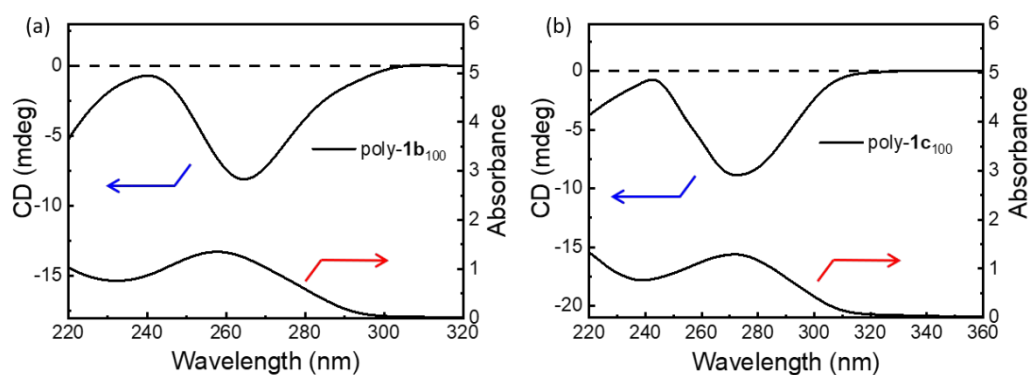 (a)
CD (mdeg)
0
-5
-10
-15
220 240 260 280 300 320
Wavelength (nm)
6
5
4
3
2
1
0
Absorbance
poly-1b100
(b)
CD (mdeg)
0
-5
-10
-15
-20
220 240 260 280 300 320 340 360
Wavelength (nm)
6
5
4
3
2
1
0
Absorbance
poly-1c100